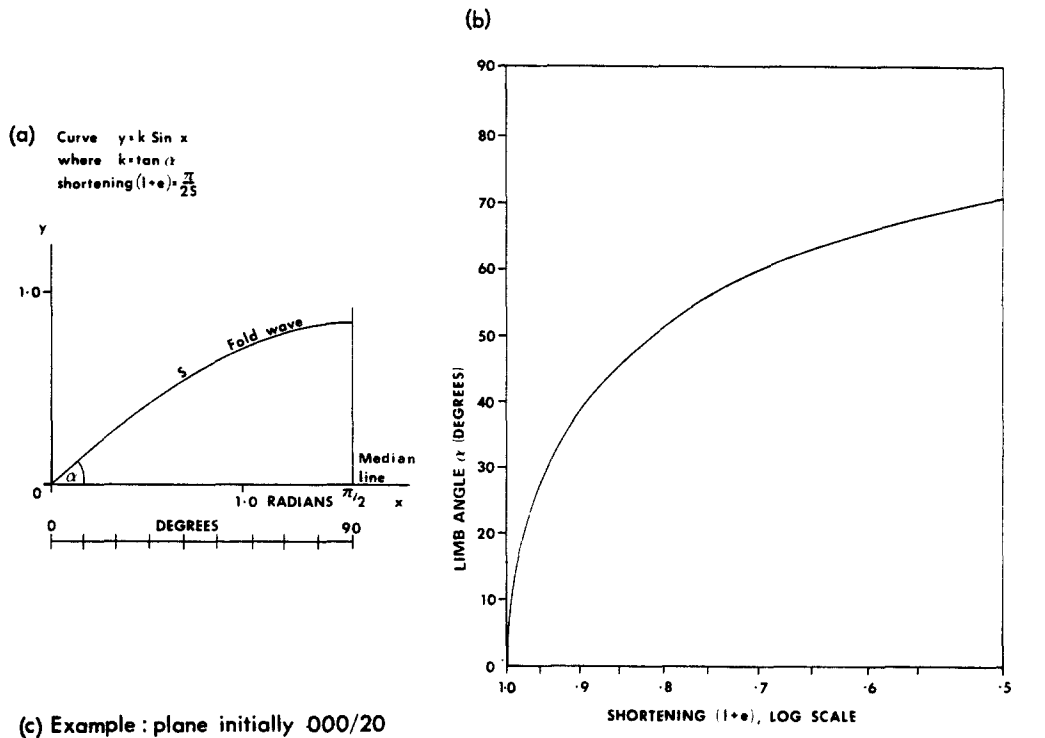 (b)
(a) Curve y=k Sin x
where k=tan α
shortening (1+e)=π/2S
y
1·0
Fold wave
S
α
Median
line
0
1·0 RADIANS π/2 x
0 DEGREES 90
90
80
70
60
50
40
30
20
10
0
LIMB ANGLE α (DEGREES)
1·0 ·9 ·8 ·7 ·6 ·5
SHORTENING (1+e), LOG SCALE
(c) Example : plane initially 000/20